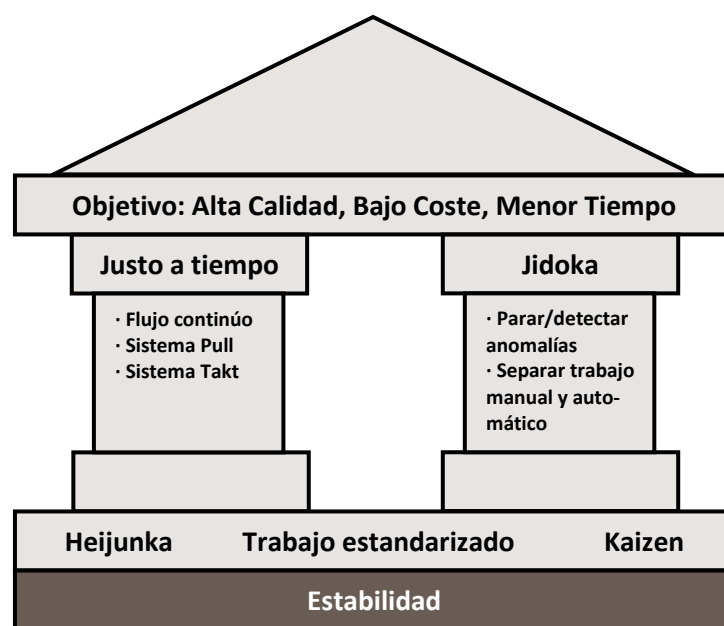 Objetivo: Alta Calidad, Bajo Coste, Menor Tiempo
Justo a tiempo
· Flujo continúo
· Sistema Pull
· Sistema Takt
Jidoka
· Parar/detectar
anomalías
· Separar trabajo
manual y auto-
mático
Heijunka Trabajo estandarizado Kaizen
Estabilidad